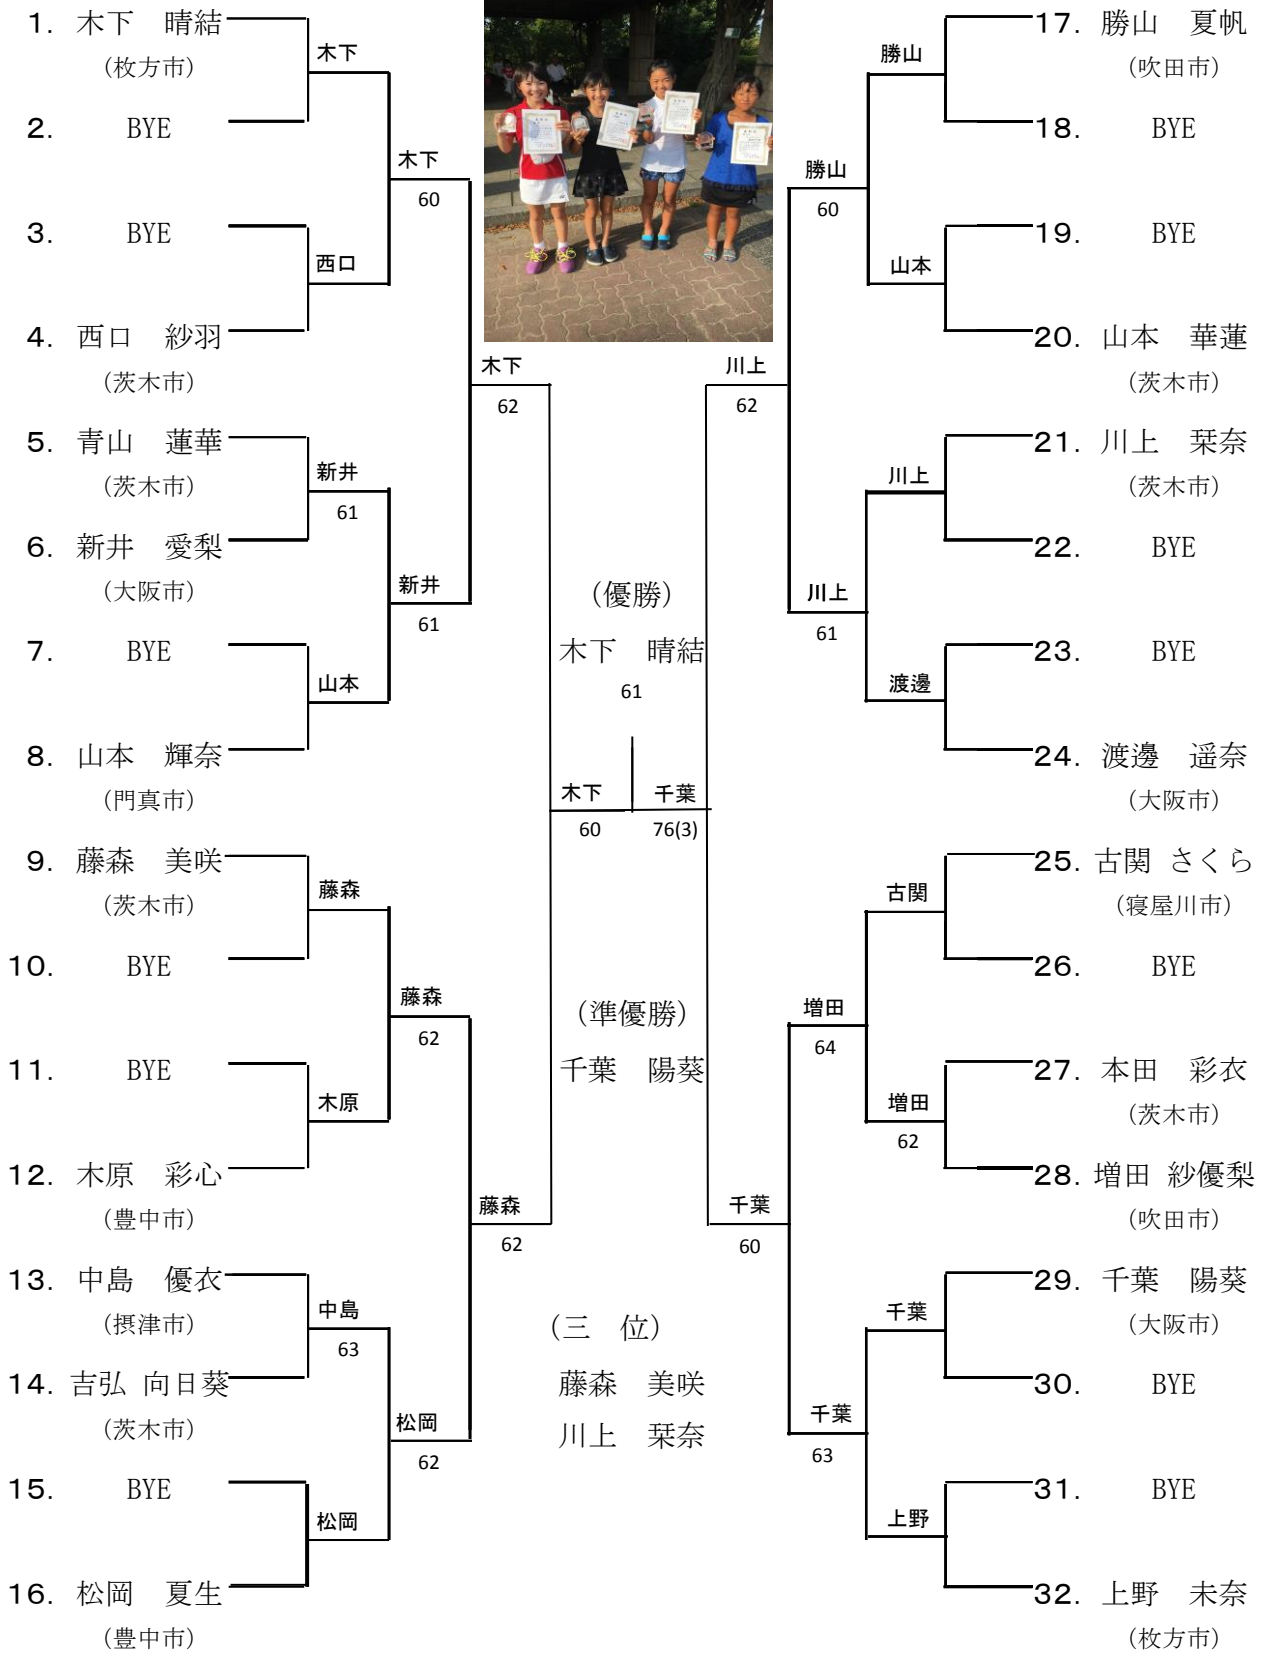 1. 木下　晴結
(枚方市)
2. BYE
3. BYE
4. 西口　紗羽
(茨木市)
5. 青山　蓮華
(茨木市)
6. 新井　愛梨
(大阪市)
7. BYE
8. 山本　輝奈
(門真市)
9. 藤森　美咲
(茨木市)
10. BYE
11. BYE
12. 木原　彩心
(豊中市)
13. 中島　優衣
(摂津市)
14. 吉弘 向日葵
(茨木市)
15. BYE
16. 松岡　夏生
(豊中市)
木下
西口
新井
61
山本
藤森
木原
中島
63
松岡
木下
60
新井
61
藤森
62
松岡
62
木下
62
藤森
62
(優勝)
木下　晴結
61
木下
60
千葉
76(3)
(準優勝)
千葉　陽葵
(三　位)
藤森　美咲
川上　栞奈
川上
62
千葉
60
勝山
60
川上
61
増田
64
千葉
63
勝山
山本
川上
渡邊
古関
増田
62
千葉
上野
17. 勝山　夏帆
(吹田市)
18. BYE
19. BYE
20. 山本　華蓮
(茨木市)
21. 川上　栞奈
(茨木市)
22. BYE
23. BYE
24. 渡邊　遥奈
(大阪市)
25. 古関 さくら
(寝屋川市)
26. BYE
27. 本田　彩衣
(茨木市)
28. 増田 紗優梨
(吹田市)
29. 千葉　陽葵
(大阪市)
30. BYE
31. BYE
32. 上野　未奈
(枚方市)